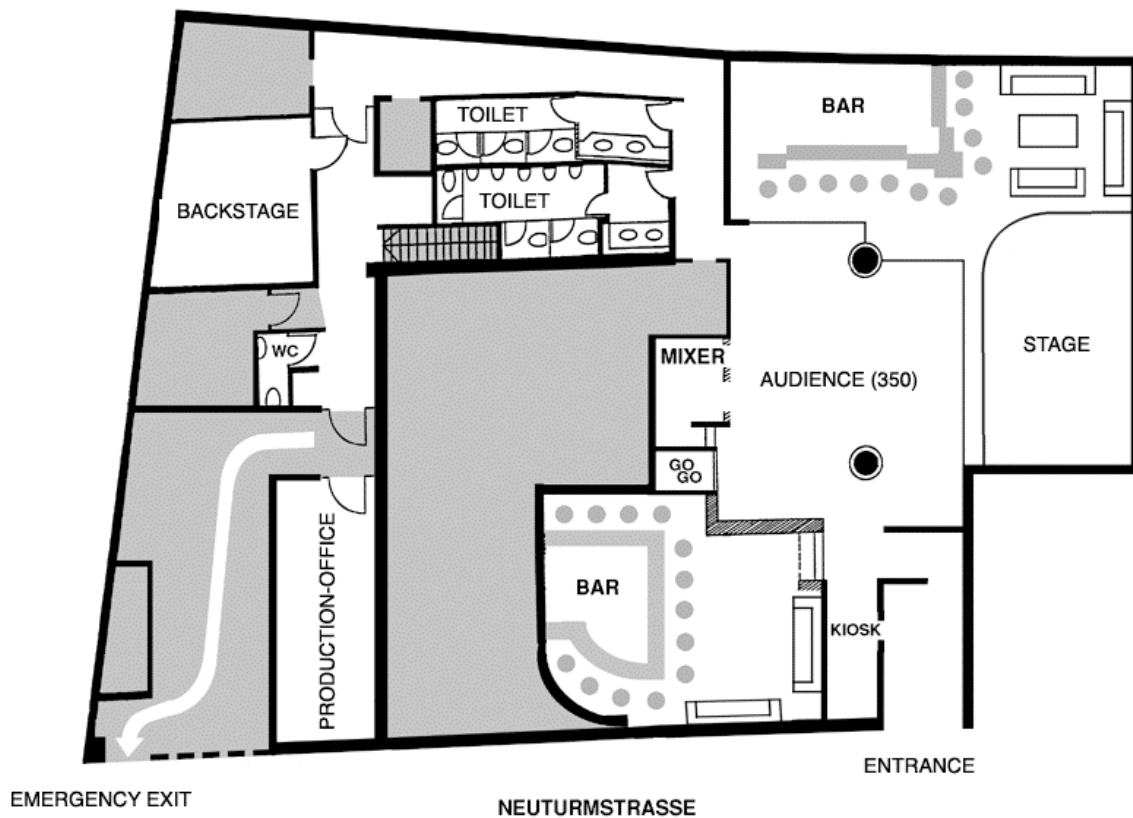 BAR
TOILET
TOILET
BACKSTAGE
WC
MIXER
STAGE
AUDIENCE (350)
GO
GO
PRODUCTION-OFFICE
BAR
KIOSK
ENTRANCE
EMERGENCY EXIT
NEUTURMSTRASSE